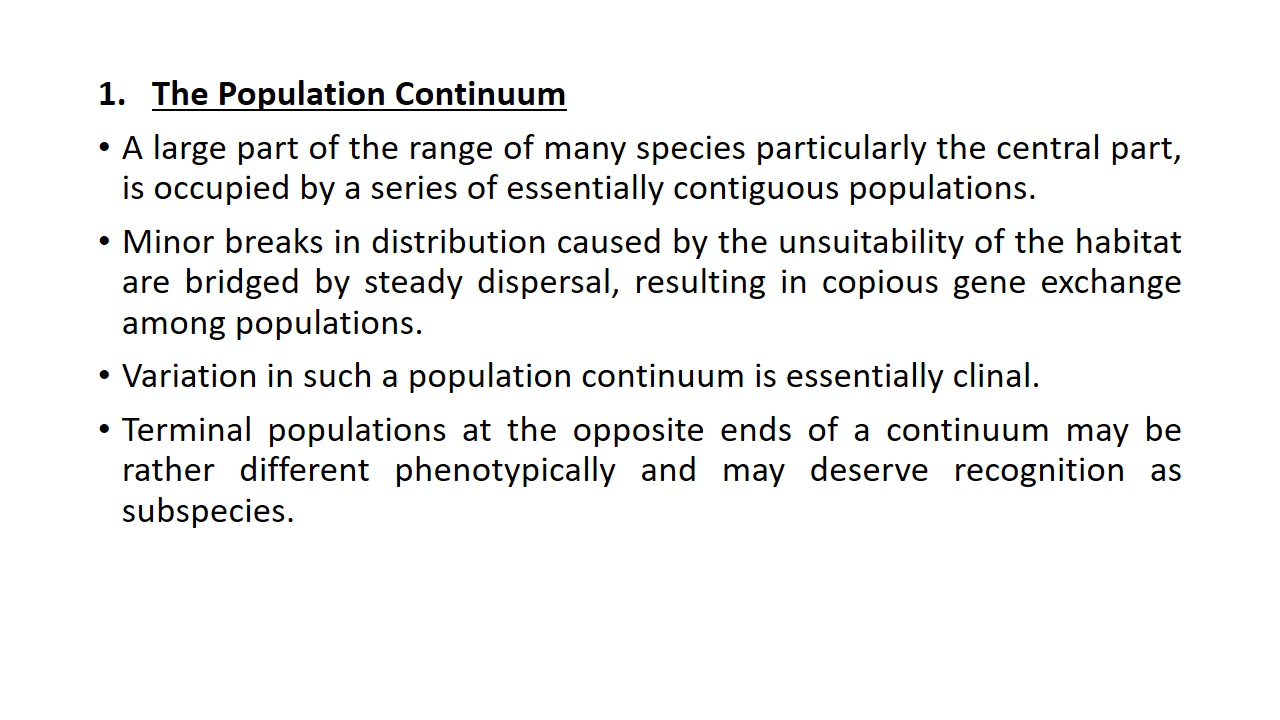 1. The Population Continuum
• A large part of the range of many species particularly the central part,
is occupied by a series of essentially contiguous populations.
• Minor breaks in distribution caused by the unsuitability of the habitat
are bridged by steady dispersal, resulting in copious gene exchange
among populations.
• Variation in such a population continuum is essentially clinal.
• Terminal populations at the opposite ends of a continuum may be
rather different phenotypically and may deserve recognition as
subspecies.